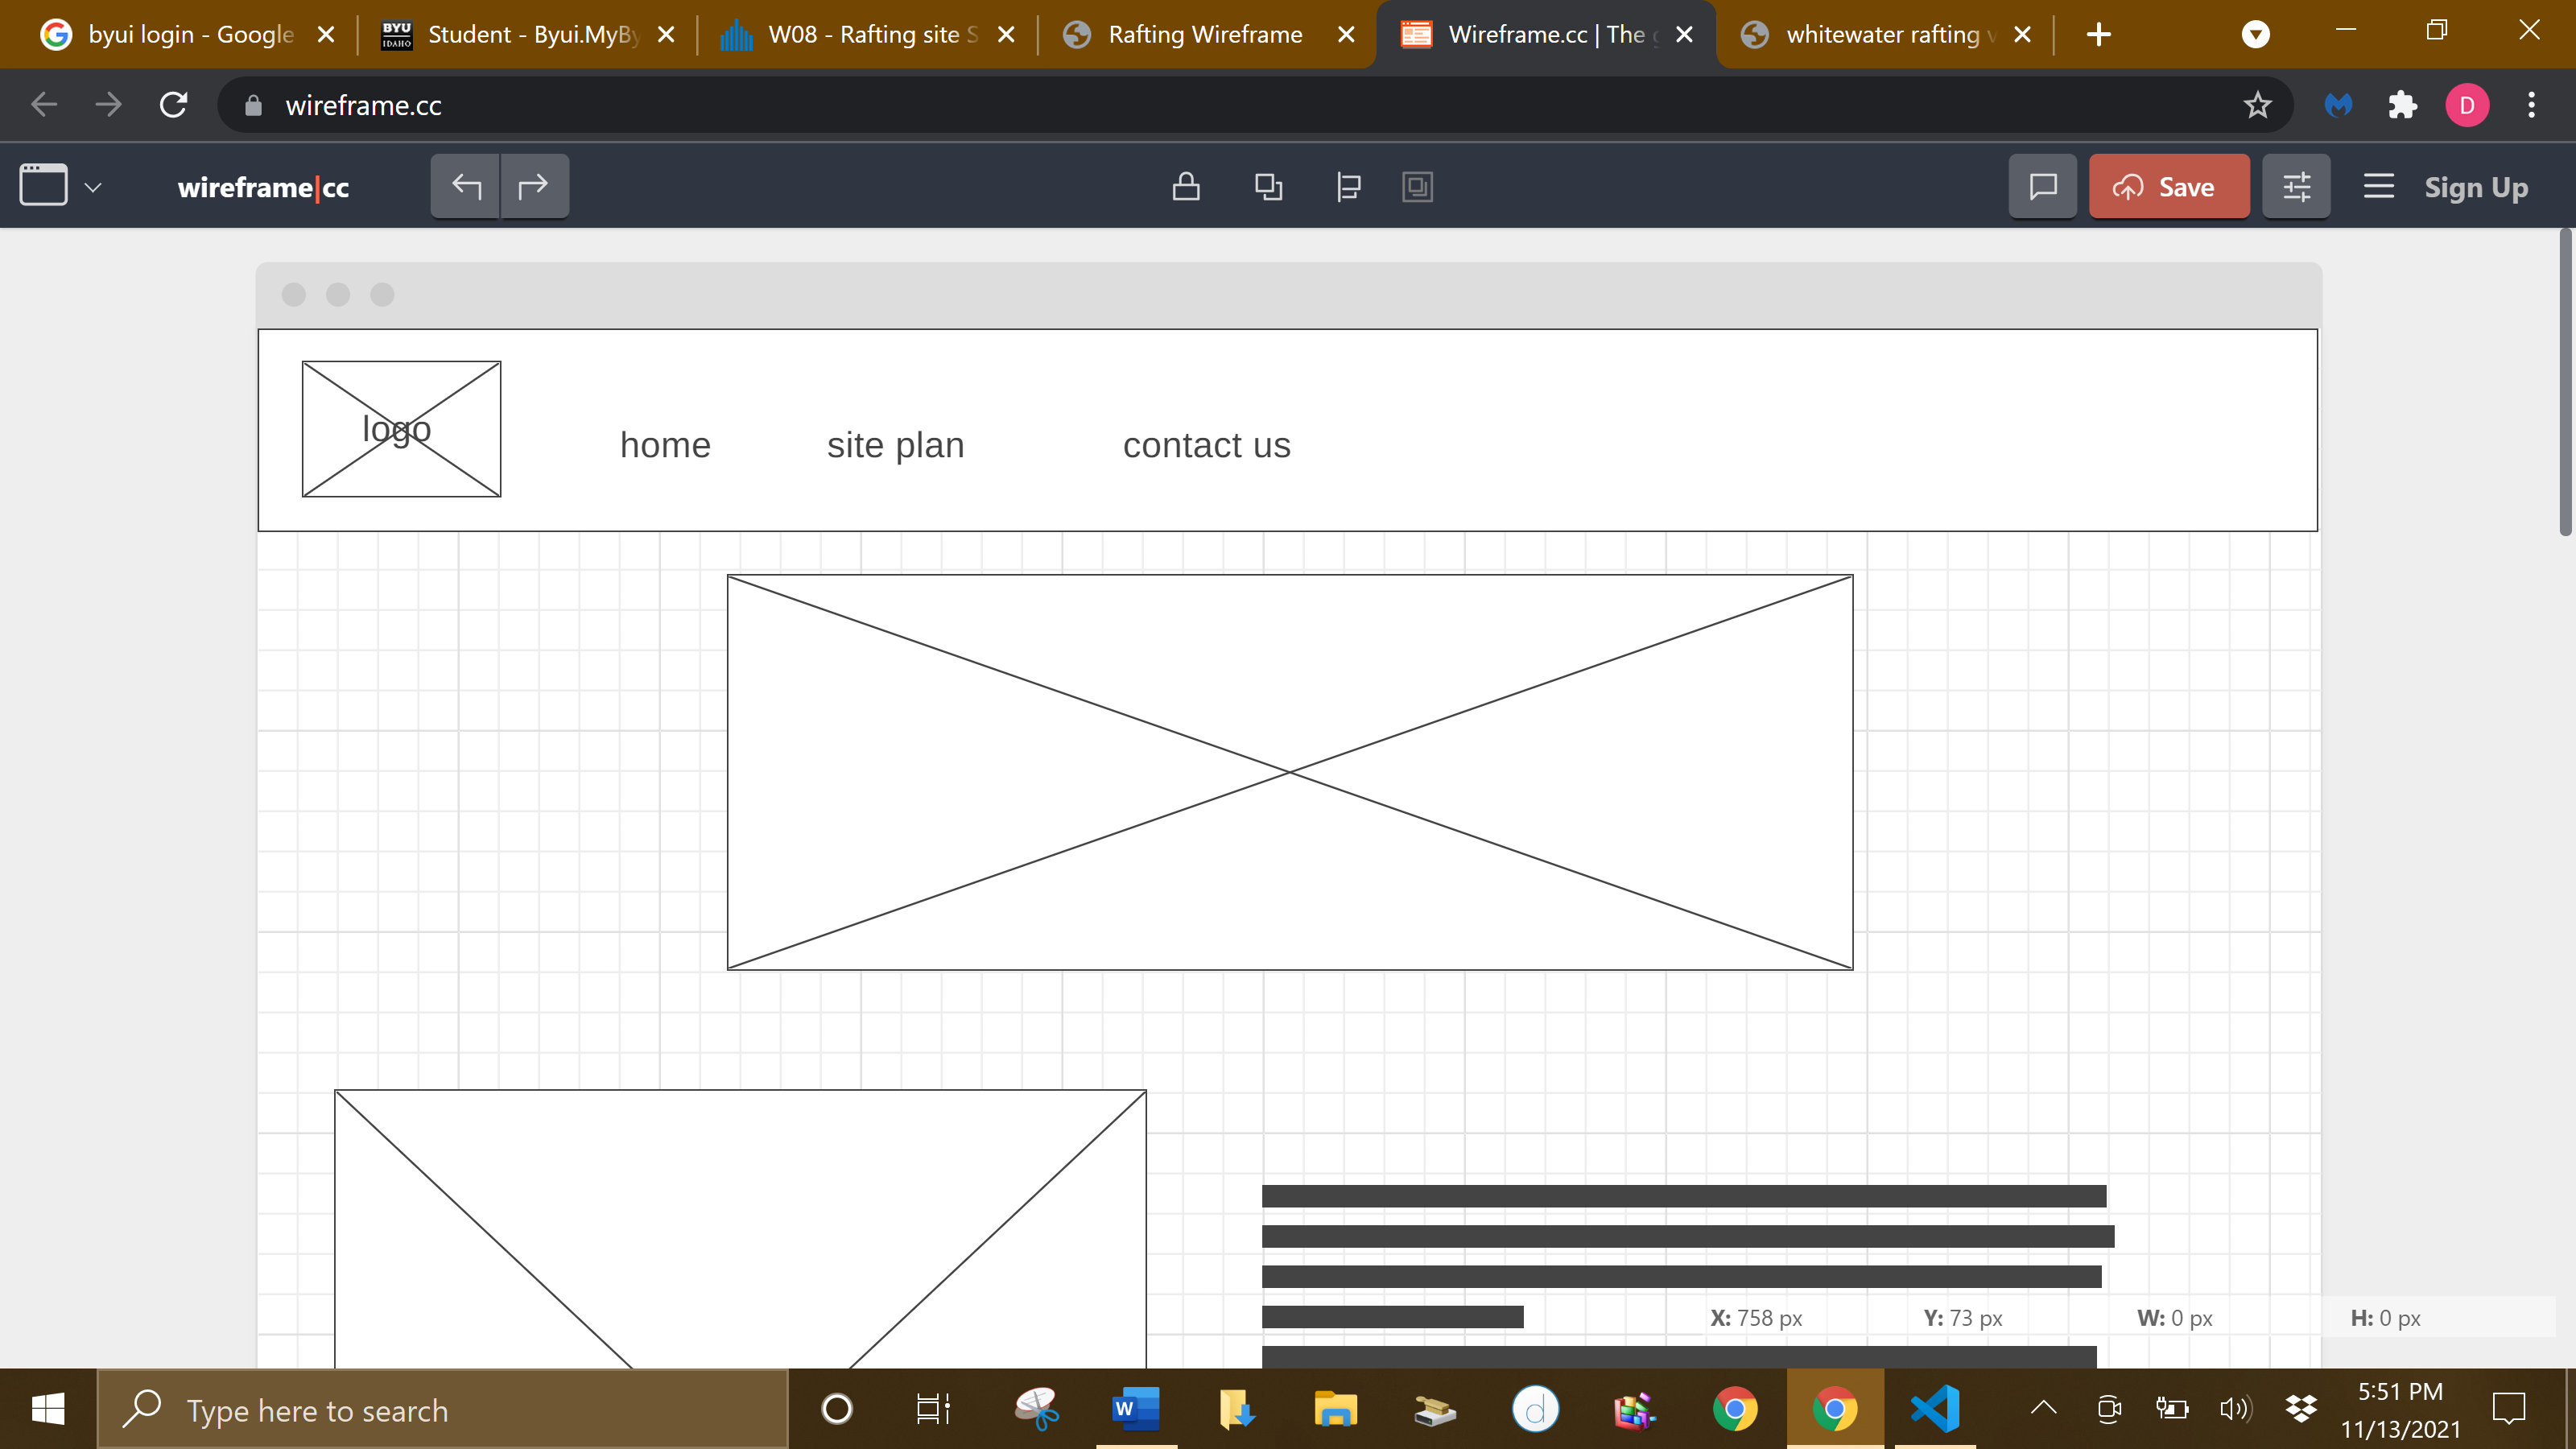 byui login - Google
Student - Byui.MyBy
W08 - Rafting site S
Rafting Wireframe
Wireframe.cc | The g
whitewater rafting w
wireframe.cc
D
wireframe|cc
Save
Sign Up
logo
home
site plan
contact us
X: 758 px
Y: 73 px
W: 0 px
H: 0 px
Type here to search
5:51 PM
11/13/2021
BYU
IDAHO
W
d